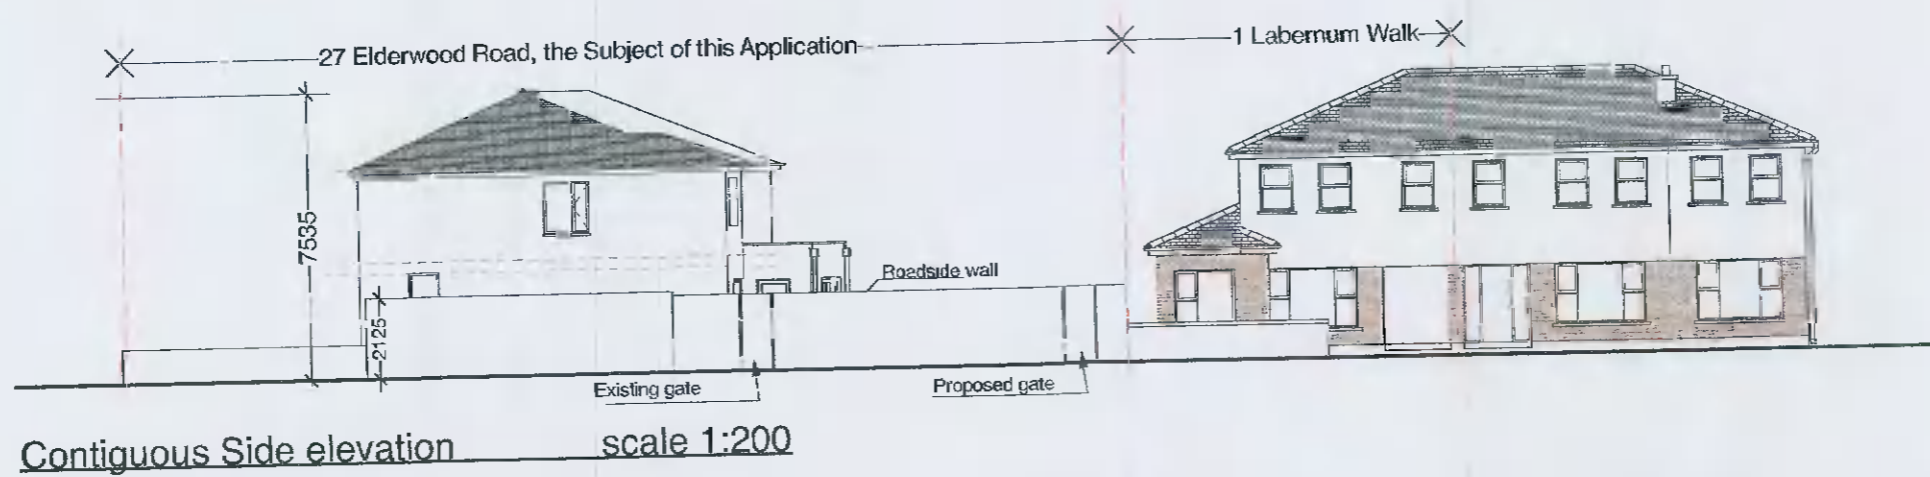 27 Elderwood Road, the Subject of this Application
1 Labernum Walk
7535
Roadside wall
2125
Existing gate
Proposed gate
Contiguous Side elevation scale 1:200